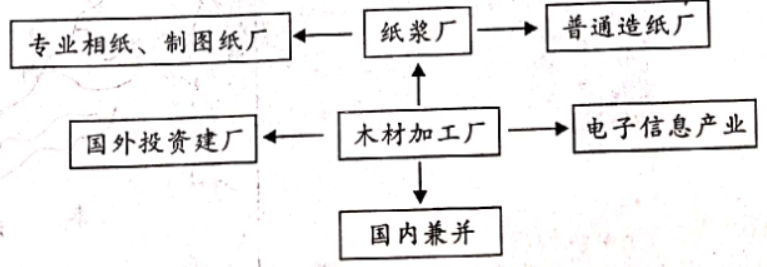 专业相纸、制图纸厂
纸浆厂
普通造纸厂
国外投资建厂
木材加工厂
电子信息产业
国内兼并